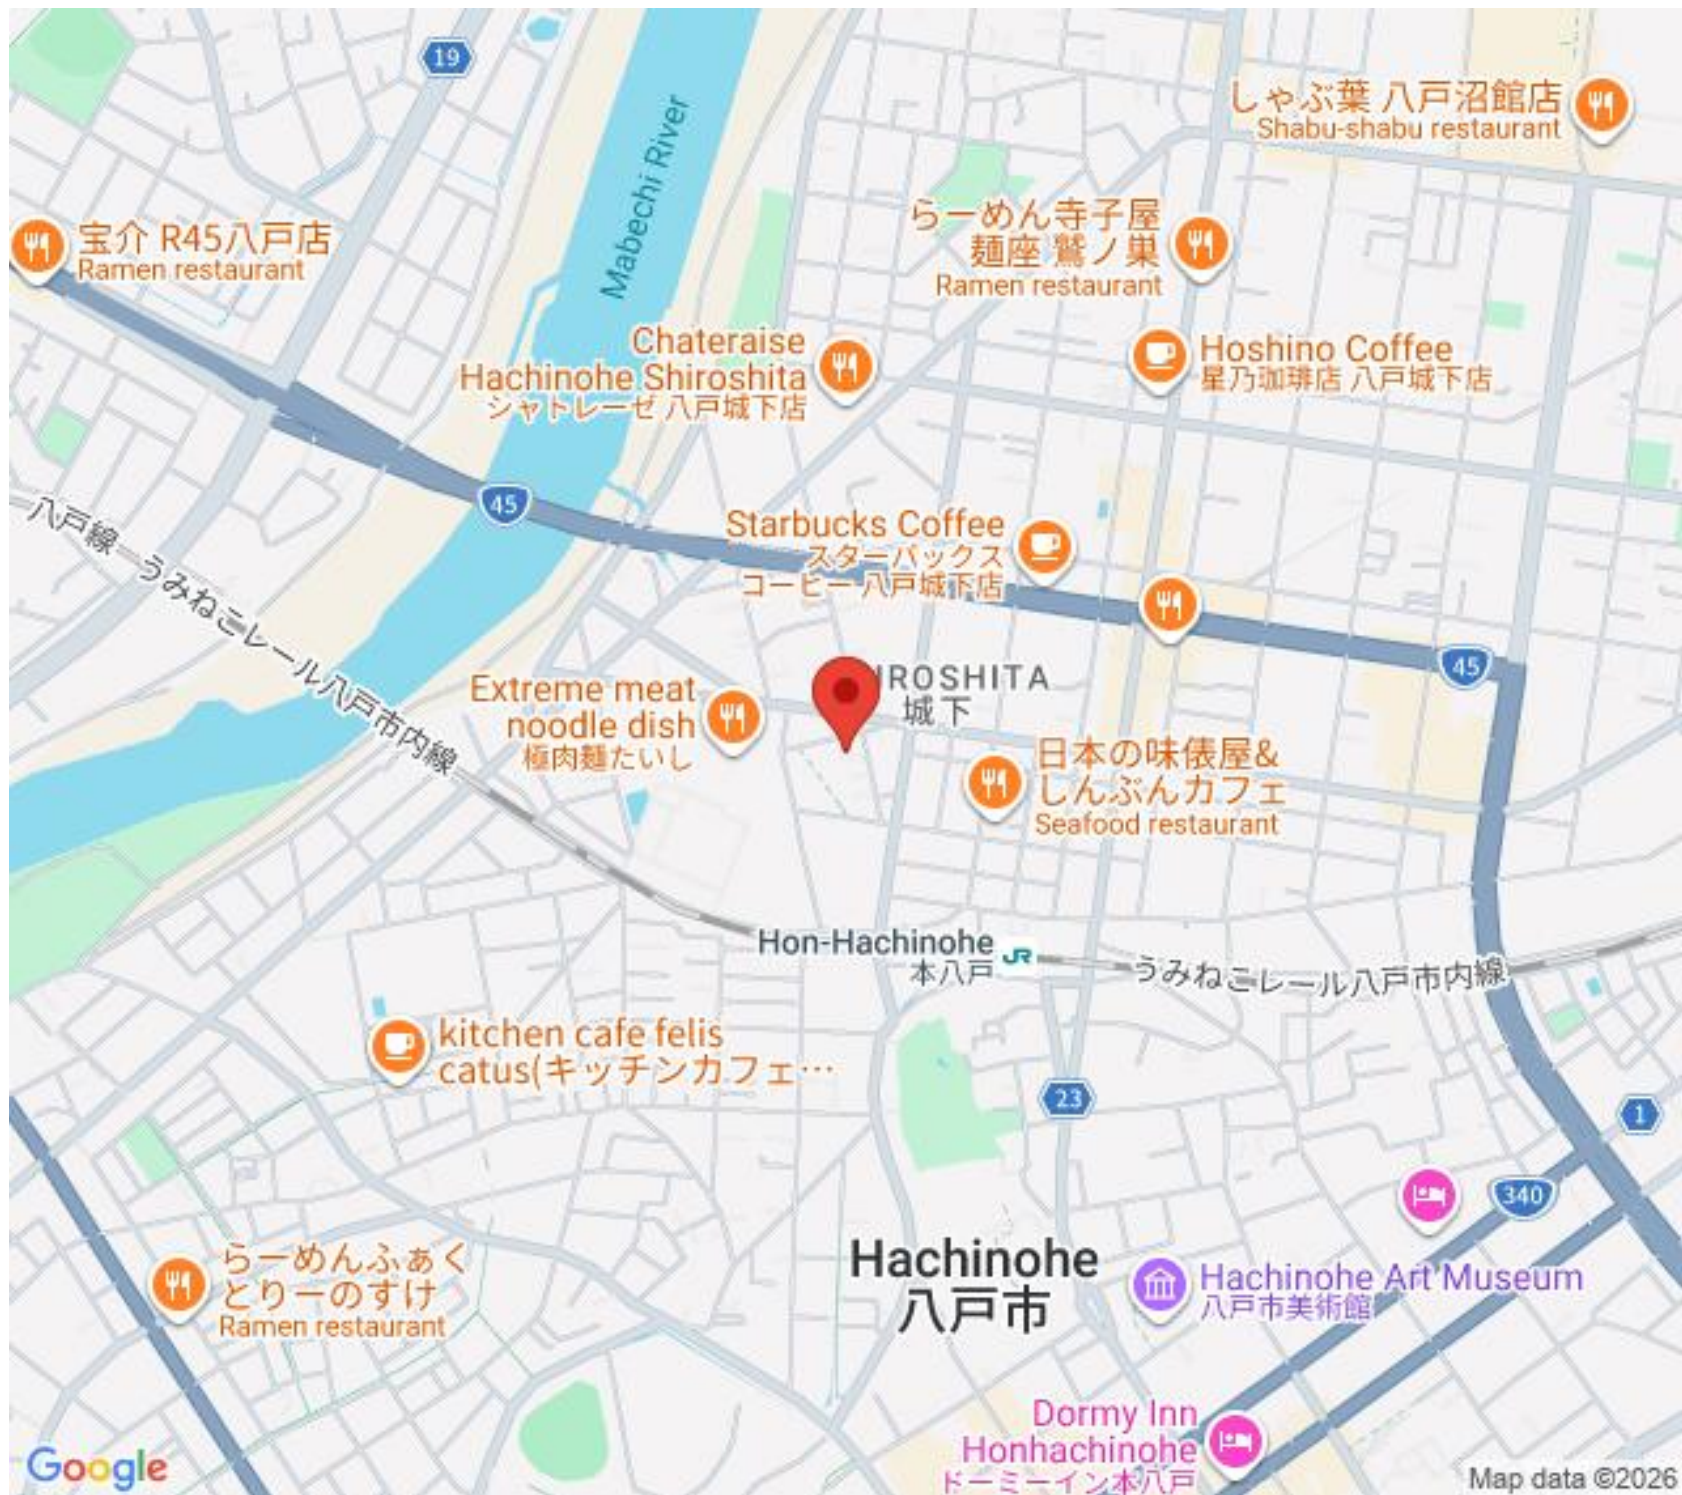 19
しゃぶ葉 八戸沼館店
Shabu-shabu restaurant
Mabechi River
宝介 R45八戸店
Ramen restaurant
らーめん寺子屋
麺座 鷲ノ巣
Ramen restaurant
Chateraise
Hachinohe Shiroshita
シャトレーゼ 八戸城下店
Hoshino Coffee
星乃珈琲店 八戸城下店
45
八戸線
うみねこレール八戸市内線
Starbucks Coffee
スターバックス
コーヒー 八戸城下店
45
IROSHITA
城下
Extreme meat
noodle dish
極肉麺たいし
日本の味俵屋&
しんぷんカフェ
Seafood restaurant
Hon-Hachinohe
本八戸
JR
うみねこレール八戸市内線
kitchen cafe felis
catus(キッチンカフェ…
23
1
340
らーめんふぁく
とりーのすけ
Ramen restaurant
Hachinohe
八戸市
Hachinohe Art Museum
八戸市美術館
Dormy Inn
Honhachinohe
ドーミーイン本八戸
Google
Map data ©2026